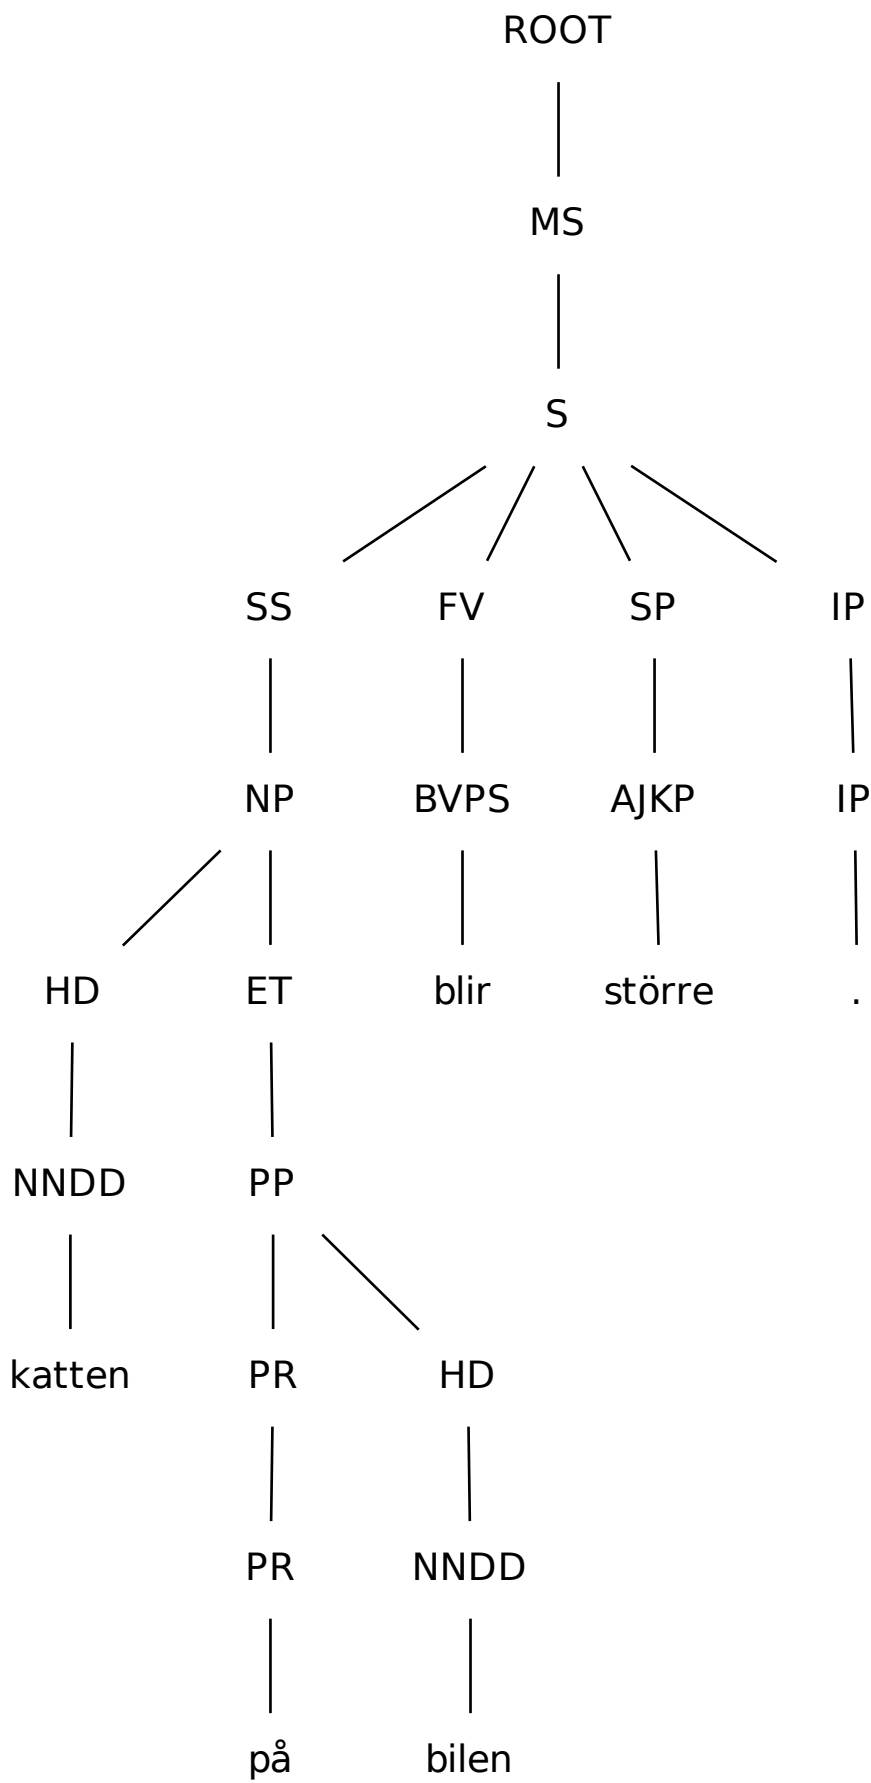 ROOT
MS
S
SS FV SP IP
NP BVPS AJKP IP
HD ET blir större .
NNDD PP
katten PR HD
PR NNDD
på bilen